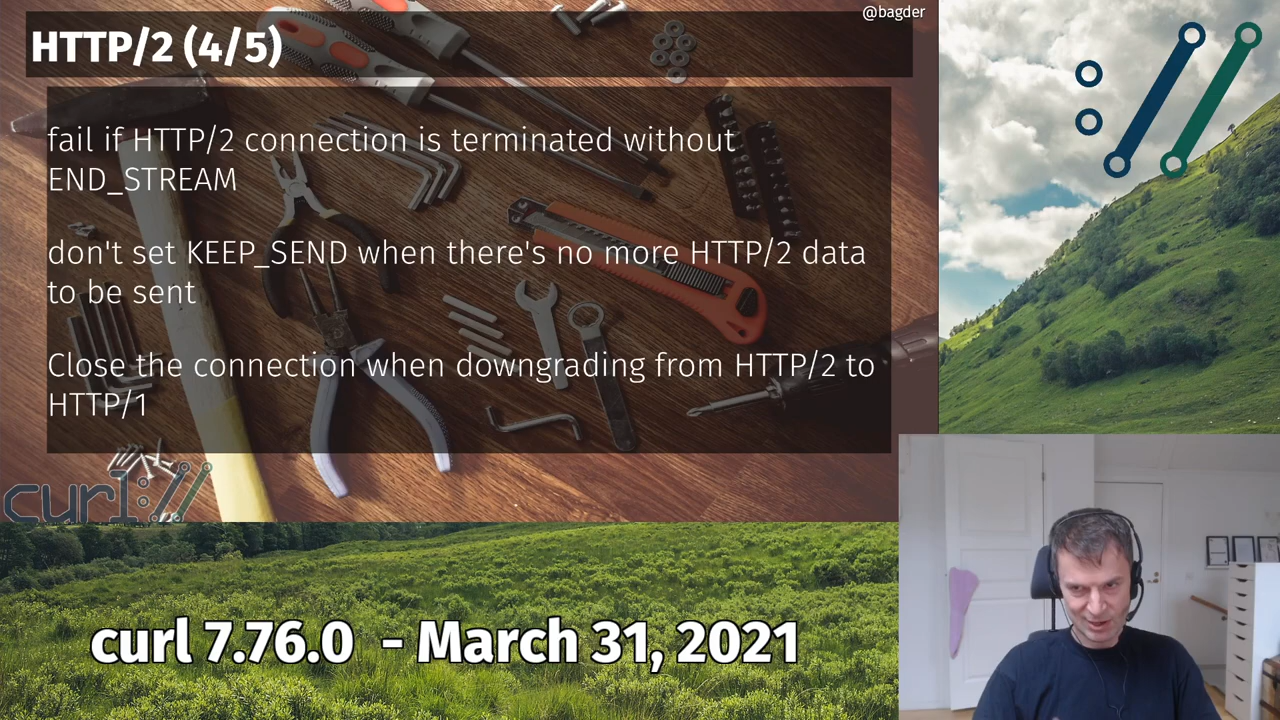 @bagder
HTTP/2 (4/5)
fail if HTTP/2 connection is terminated without
END_STREAM
don't set KEEP_SEND when there's no more HTTP/2 data
to be sent
Close the connection when downgrading from HTTP/2 to
HTTP/1
curl://
curl 7.76.0 - March 31, 2021